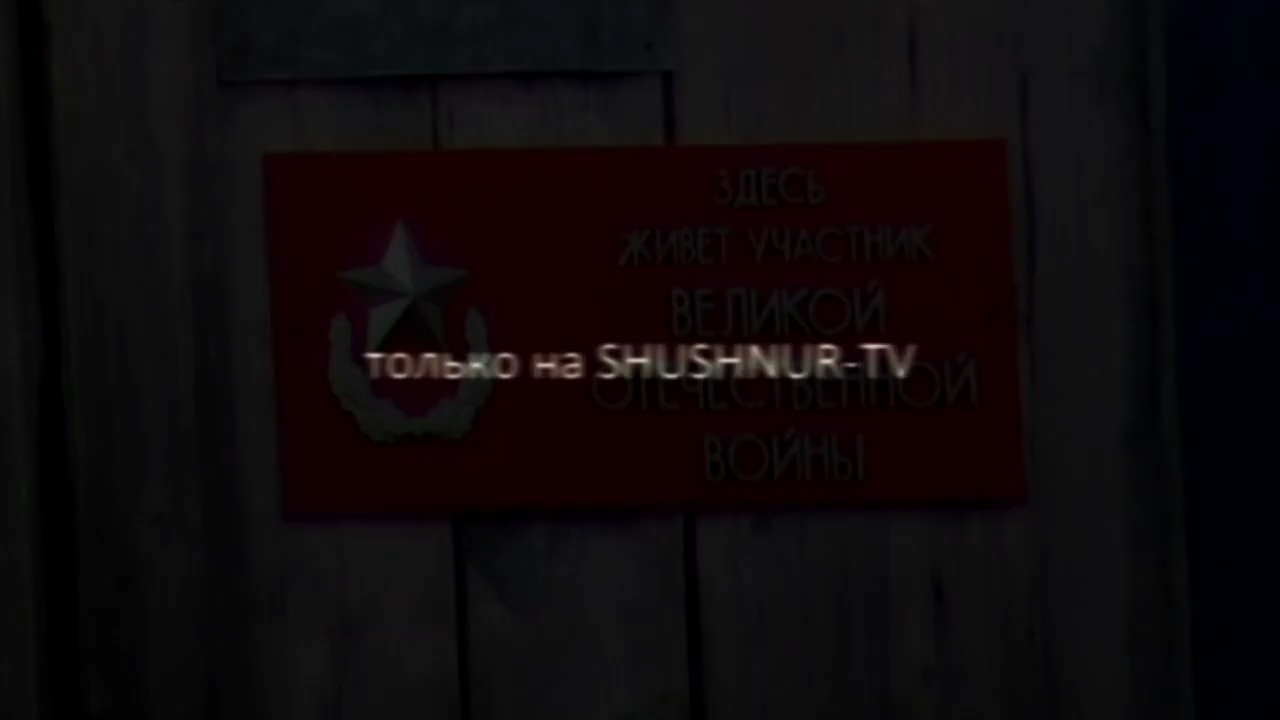 ЗДЕСЬ
ЖИВЕТ УЧАСТНИК
ВЕЛИКОЙ
только на SHUSHNUR-TV
ОТЕЧЕСТВЕННОЙ
ВОЙНЫ